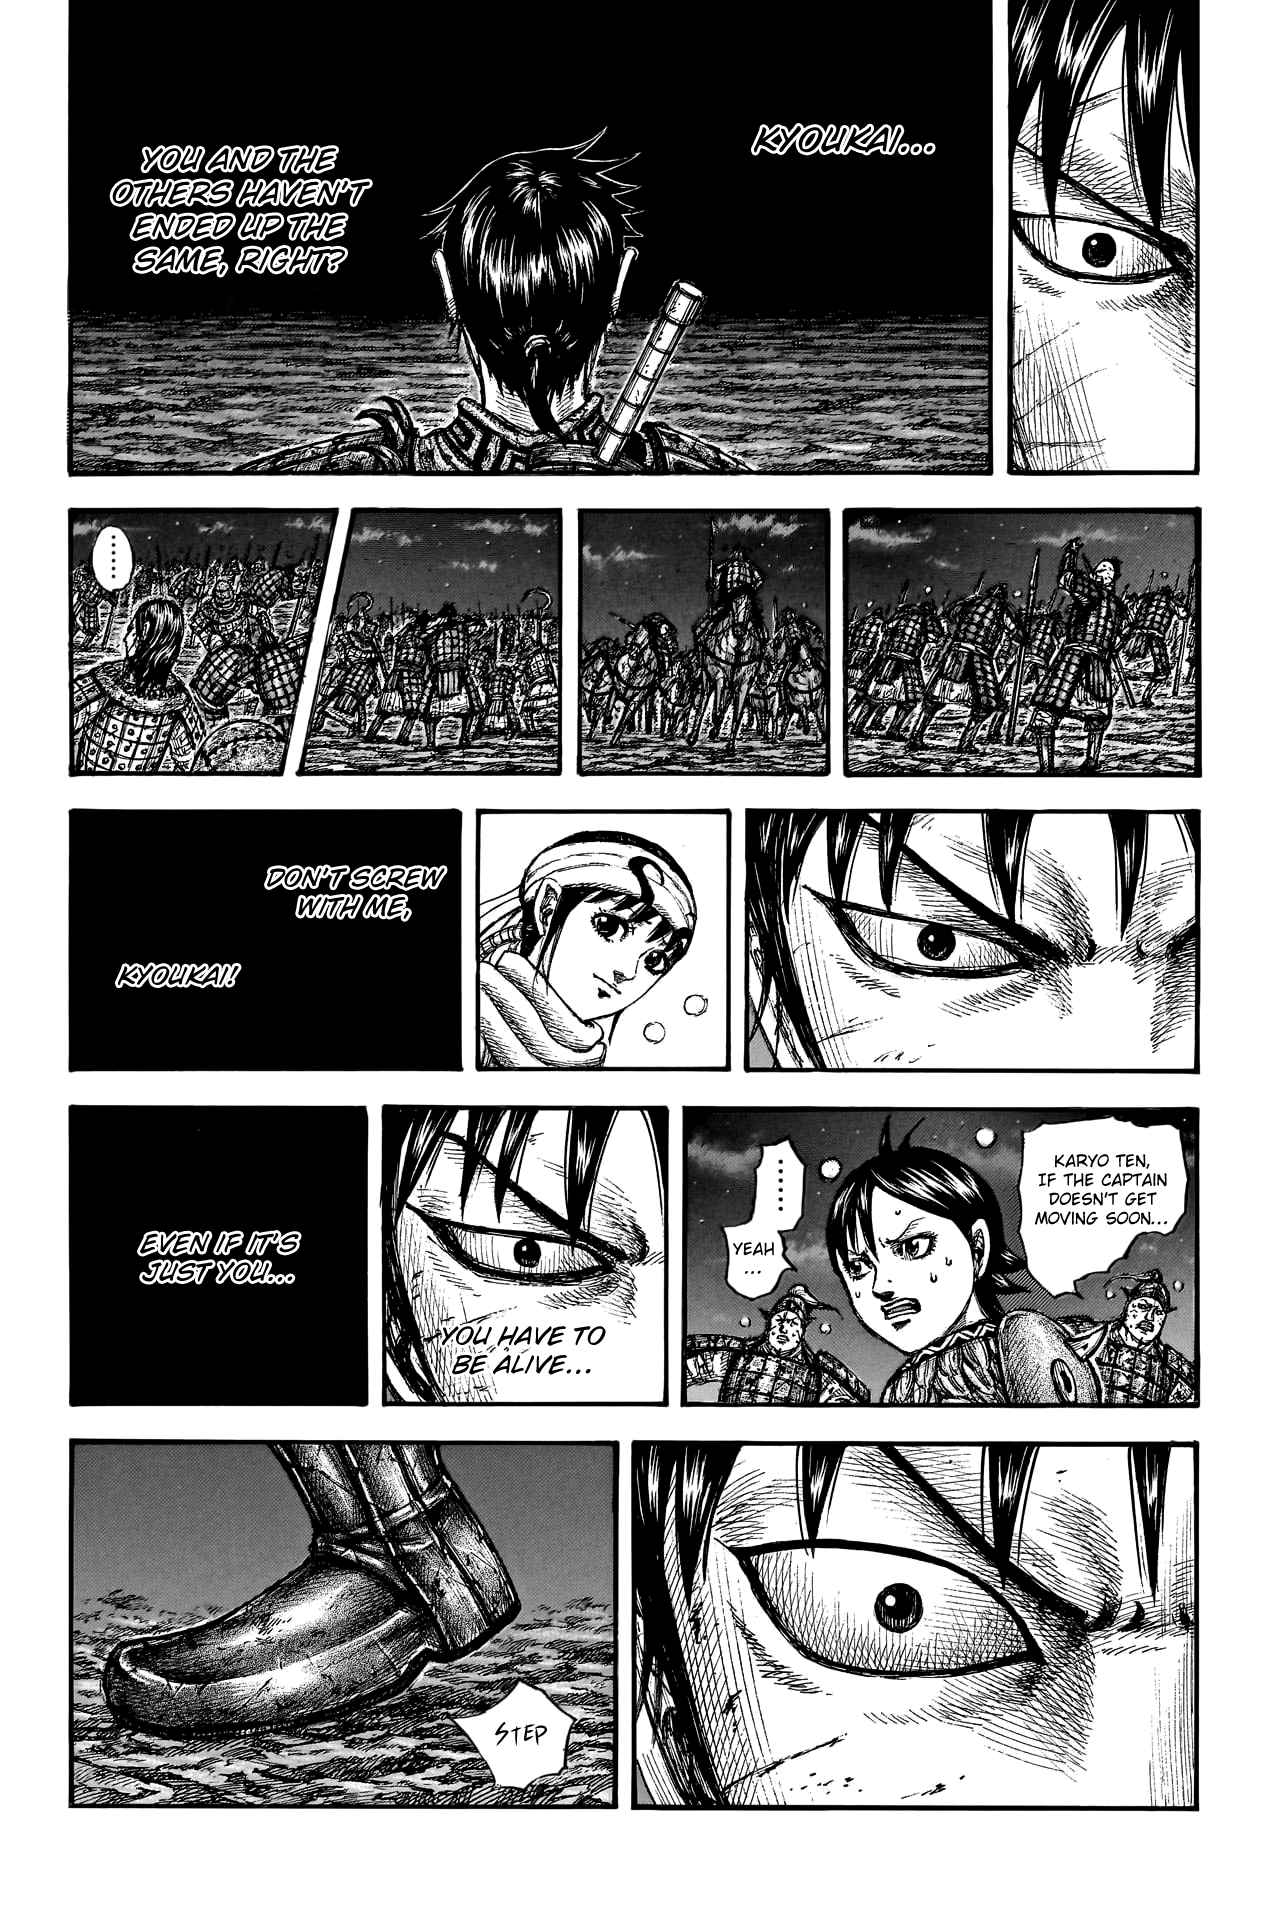 KYOUKAI...
YOU AND THE
OTHERS HAVEN'T
ENDED UP THE
SAME, RIGHT?
........
DON'T SCREW
WITH ME,
KYOUKAI!
KARYO TEN,
IF THE CAPTAIN
DOESN'T GET
MOVING SOON...
........
YEAH
...
YOU HAVE TO
BE ALIVE...
EVEN IF IT'S
JUST YOU...
STEP